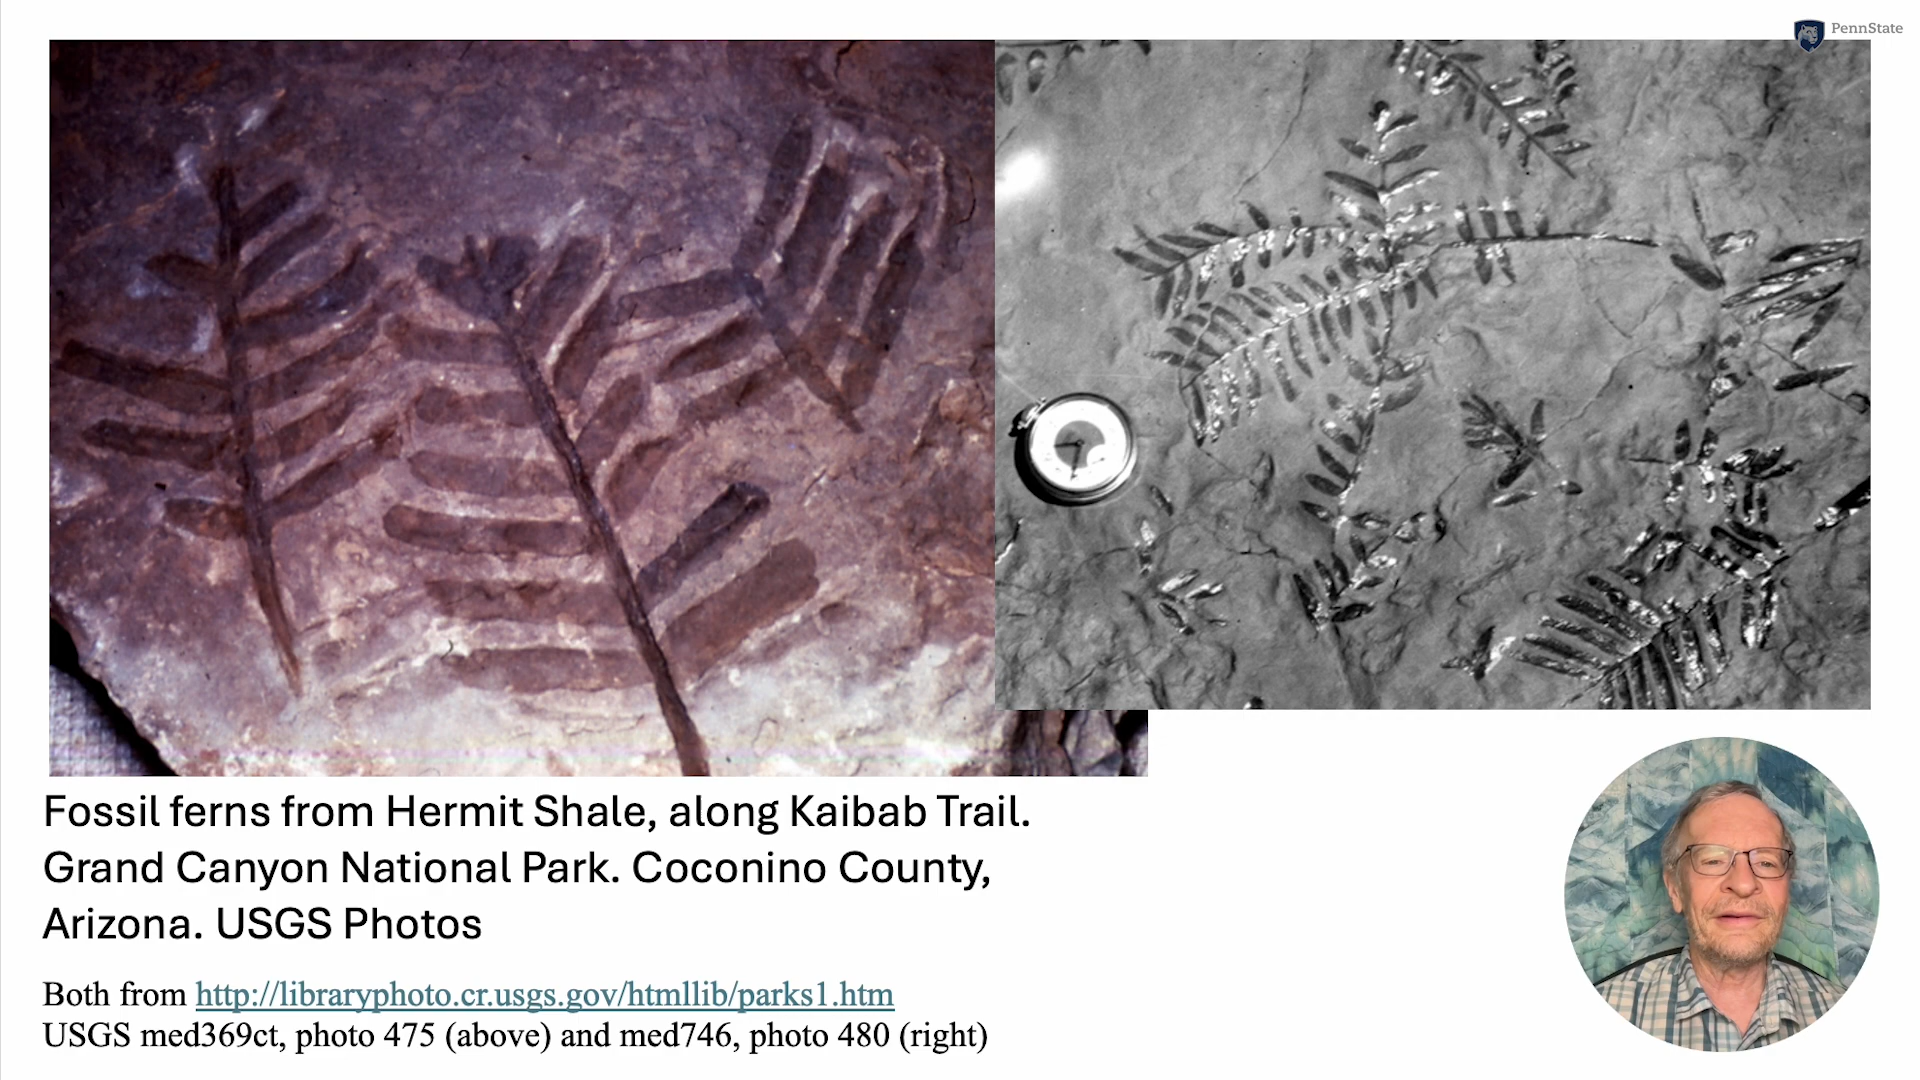 PennState
Fossil ferns from Hermit Shale, along Kaibab Trail.
Grand Canyon National Park. Coconino County,
Arizona. USGS Photos
Both from http://libraryphoto.cr.usgs.gov/htmllib/parks1.htm
USGS med369ct, photo 475 (above) and med746, photo 480 (right)